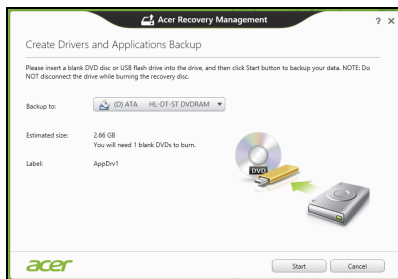 Acer Recovery Management
? X
Create Drivers and Applications Backup
Please insert a blank DVD disc or USB flash drive into the drive, and then click Start button to backup your data. NOTE: Do
NOT disconnect the drive while burning the recovery disc.
Backup to: (D) ATA HL-DT-ST DVDRAM
Estimated size: 2.66 GB
You will need 1 blank DVDs to burn.
Label: AppDrv1
DVD
acer Start Cancel